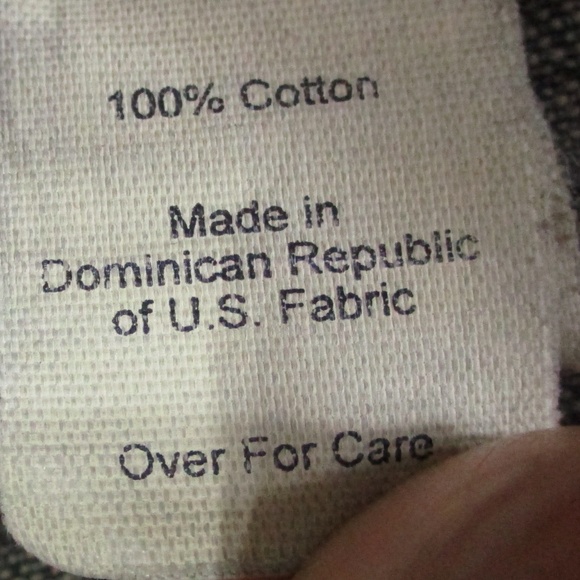 100% Cotton
Made in
Dominican Republic
of U.S. Fabric
Over For Care